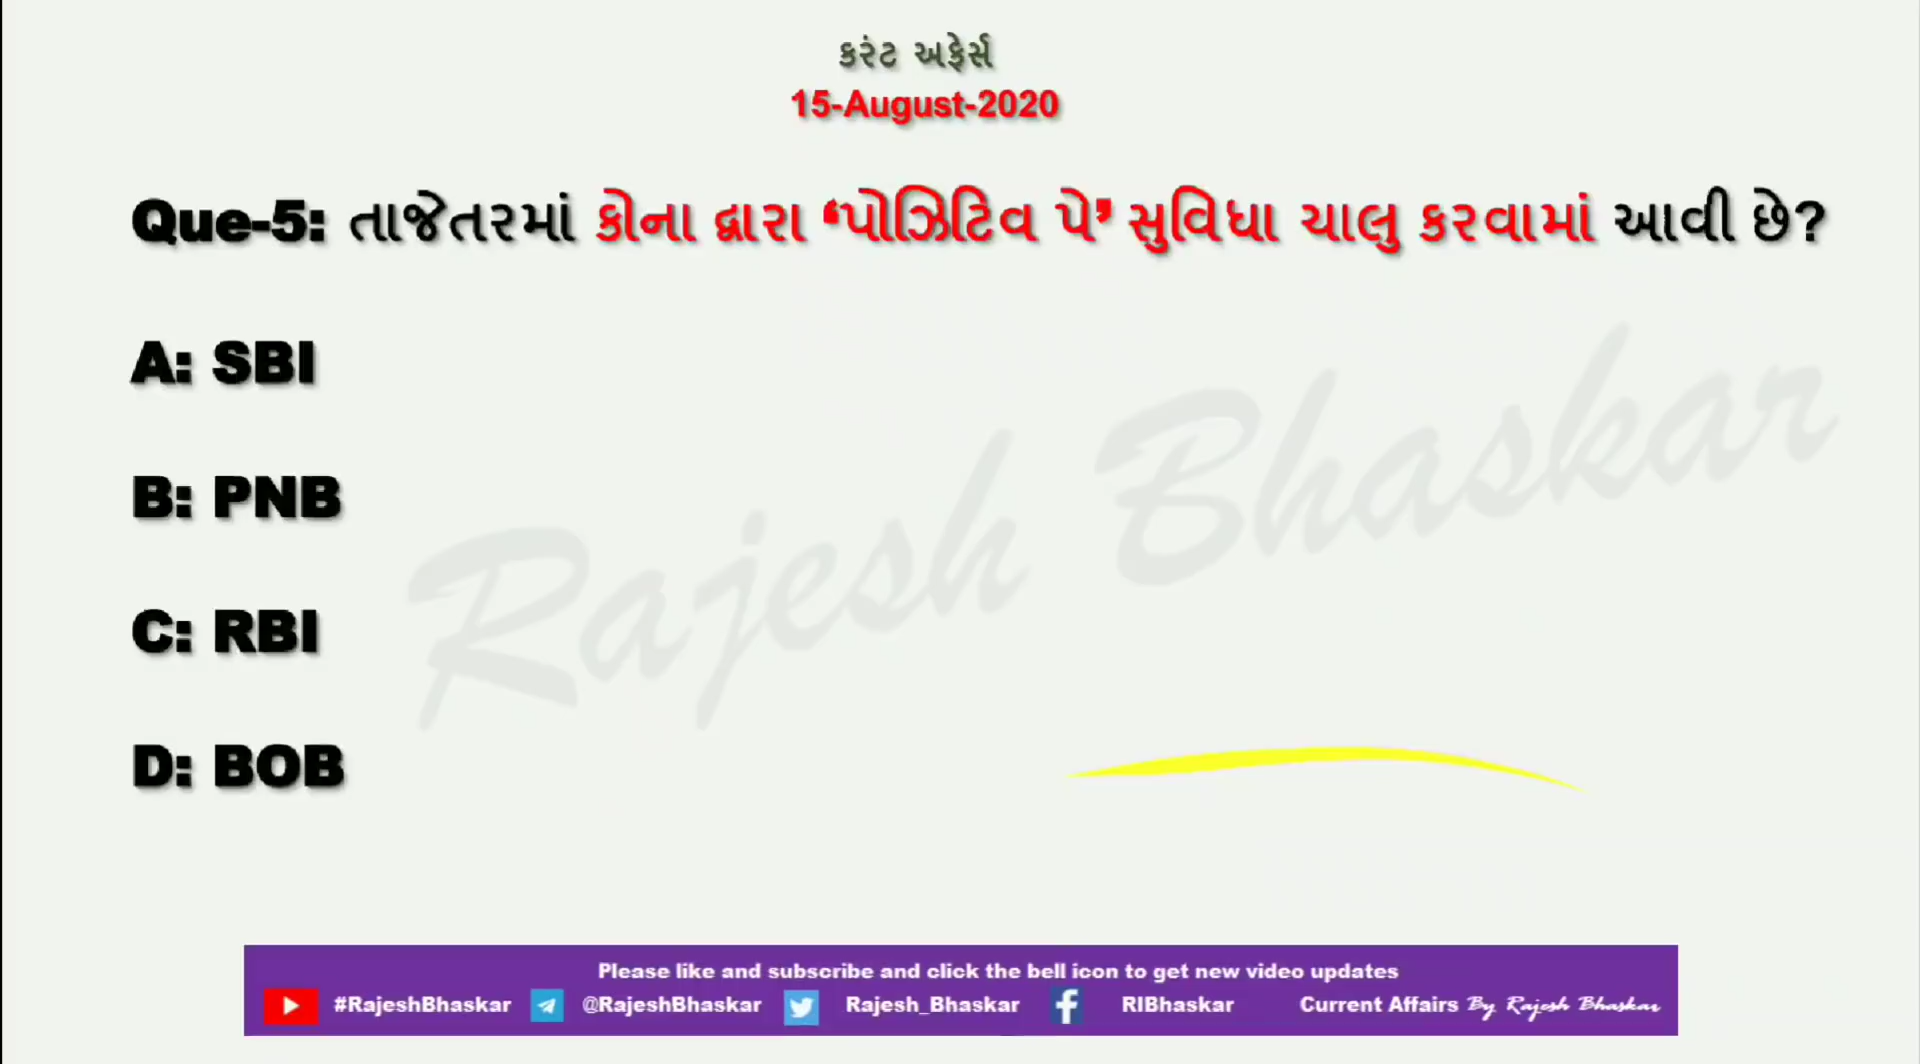 કરંટ અફેર્સ
15-August-2020
Que-5: તાજેતરમાં કોના દ્વારા ‘પોઝિટિવ પે’ સુવિધા ચાલુ કરવામાં આવી છે?
A: SBI
B: PNB
C: RBI
D: BOB
Rajesh Bhaskar
Please like and subscribe and click the bell icon to get new video updates
#RajeshBhaskar @RajeshBhaskar Rajesh_Bhaskar RIBhaskar Current Affairs By Rajesh Bhaskar